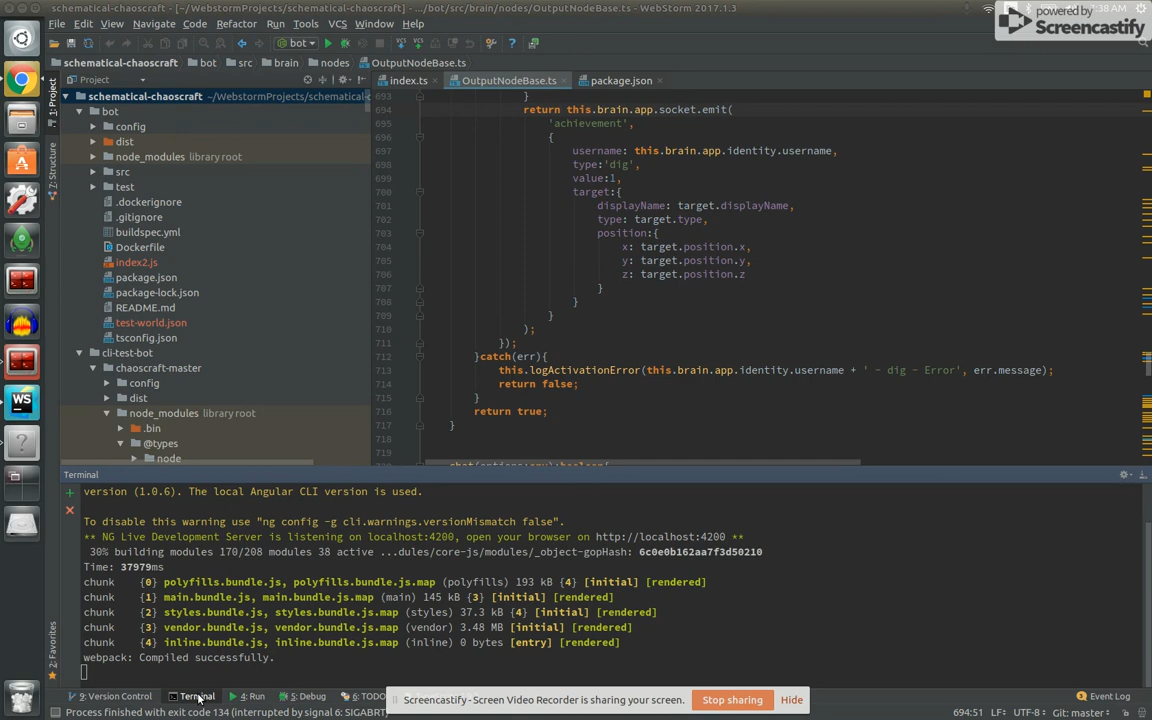 schematical-chaoscraft - [~/WebstormProjects/schematical-chaoscraft] - .../bot/src/brain/nodes/OutputNodeBase.ts - WebStorm 2017.1.3
:38 AM
powered by
Screencastify
File Edit View Navigate Code Refactor Run Tools VCS Window Help
bot
schematical-chaoscraft bot src brain nodes OutputNodeBase.ts
Project
index.ts OutputNodeBase.ts package.json
1: Project
7: Structure
2: Favorites
schematical-chaoscraft ~/WebstormProjects/schematical-c
bot
config
dist
node_modules library root
src
test
.dockerignore
.gitignore
buildspec.yml
Dockerfile
index2.js
package.json
package-lock.json
README.md
test-world.json
tsconfig.json
cli-test-bot
chaoscraft-master
config
dist
node_modules library root
.bin
@types
node
693 }
694 return this.brain.app.socket.emit(
695 'achievement',
696 {
697 username: this.brain.app.identity.username,
698 type:'dig',
699 value:1,
700 target:{
701 displayName: target.displayName,
702 type: target.type,
703 position:{
704 x: target.position.x,
705 y: target.position.y,
706 z: target.position.z
707 }
708 }
709 }
710 );
711 });
712 }catch(err){
713 this.logActivationError(this.brain.app.identity.username + ' - dig - Error', err.message);
714 return false;
715 }
716 return true;
717 }
718
WS
Terminal
version (1.0.6). The local Angular CLI version is used.
To disable this warning use "ng config -g cli.warnings.versionMismatch false".
** NG Live Development Server is listening on localhost:4200, open your browser on http://localhost:4200 **
30% building modules 170/208 modules 38 active ...dules/core-js/modules/_object-gopHash: 6c0e0b162aa7f3d50210
Time: 37979ms
chunk {0} polyfills.bundle.js, polyfills.bundle.js.map (polyfills) 193 kB {4} [initial] [rendered]
chunk {1} main.bundle.js, main.bundle.js.map (main) 145 kB {3} [initial] [rendered]
chunk {2} styles.bundle.js, styles.bundle.js.map (styles) 37.3 kB {4} [initial] [rendered]
chunk {3} vendor.bundle.js, vendor.bundle.js.map (vendor) 3.48 MB [initial] [rendered]
chunk {4} inline.bundle.js, inline.bundle.js.map (inline) 0 bytes [entry] [rendered]
webpack: Compiled successfully.
9: Version Control Terminal 4: Run 5: Debug 6: TODO Event Log
Screencastify - Screen Video Recorder is sharing your screen. Stop sharing Hide
Process finished with exit code 134 (interrupted by signal 6: SIGABRT) 694:51 LF÷ UTF-8÷ Git: master÷